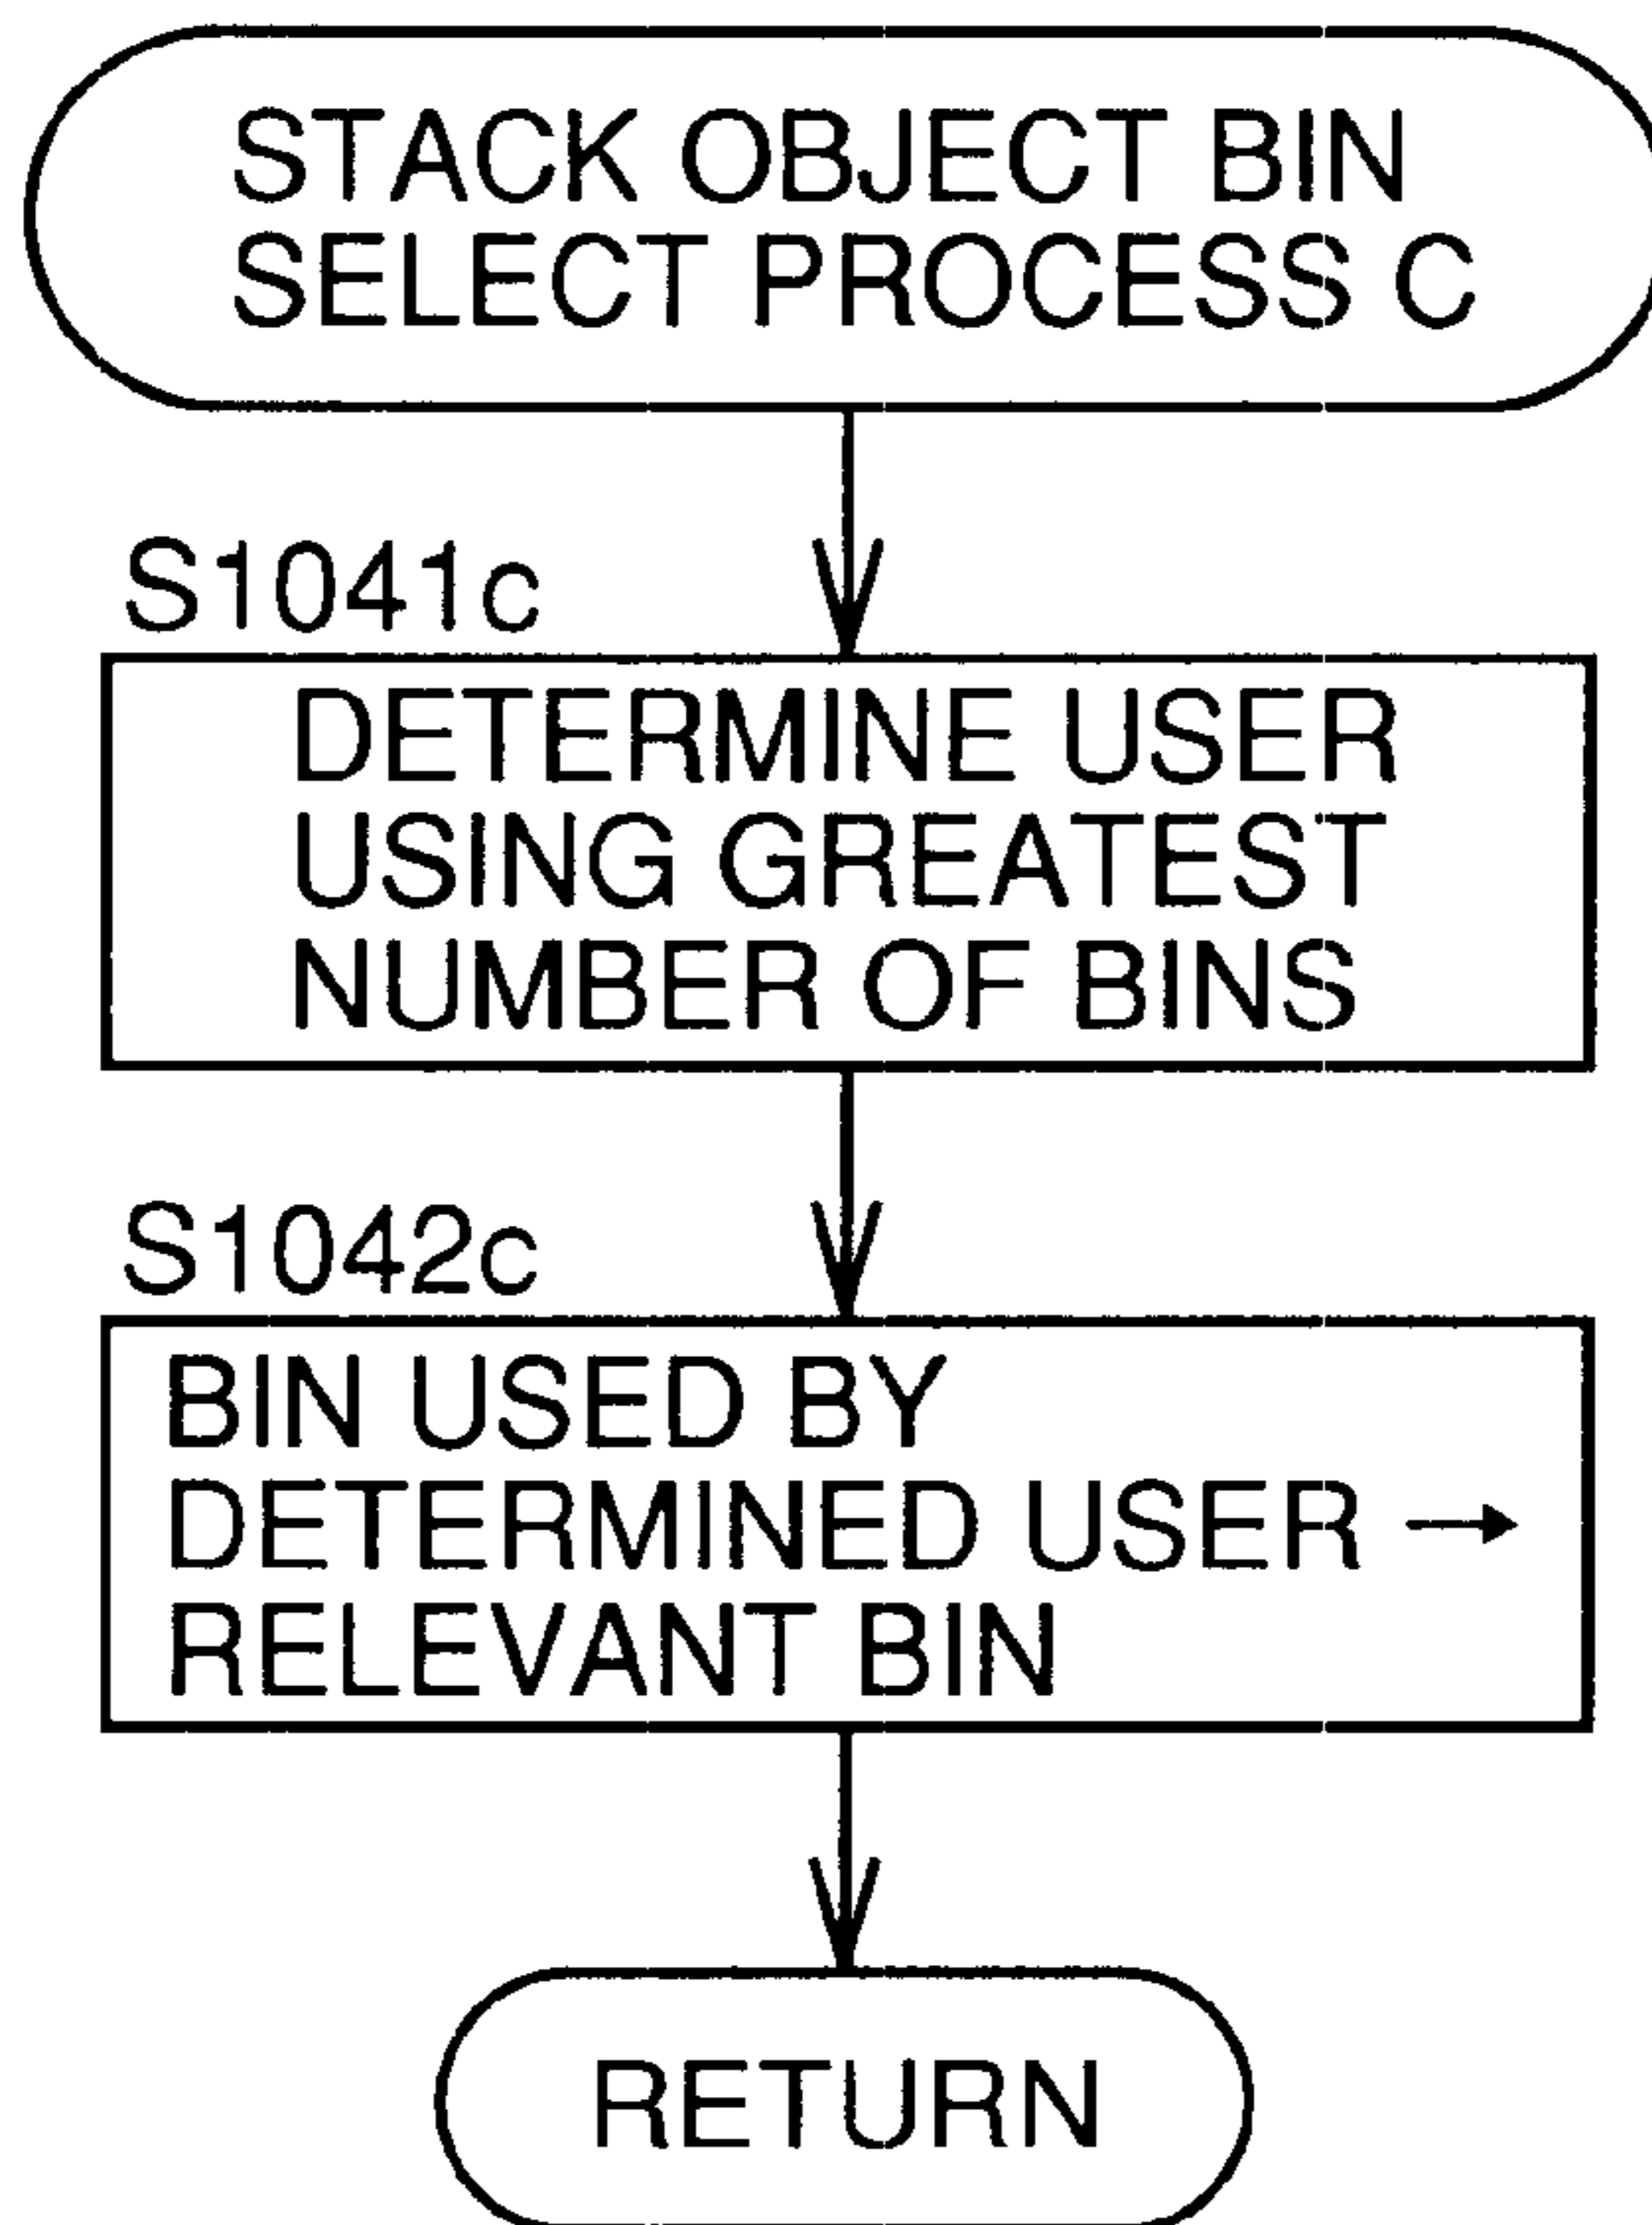 STACK OBJECT BIN
SELECT PROCESS C
S1041c
DETERMINE USER
USING GREATEST
NUMBER OF BINS
S1042c
BIN USED BY
DETERMINED USER →
RELEVANT BIN
RETURN